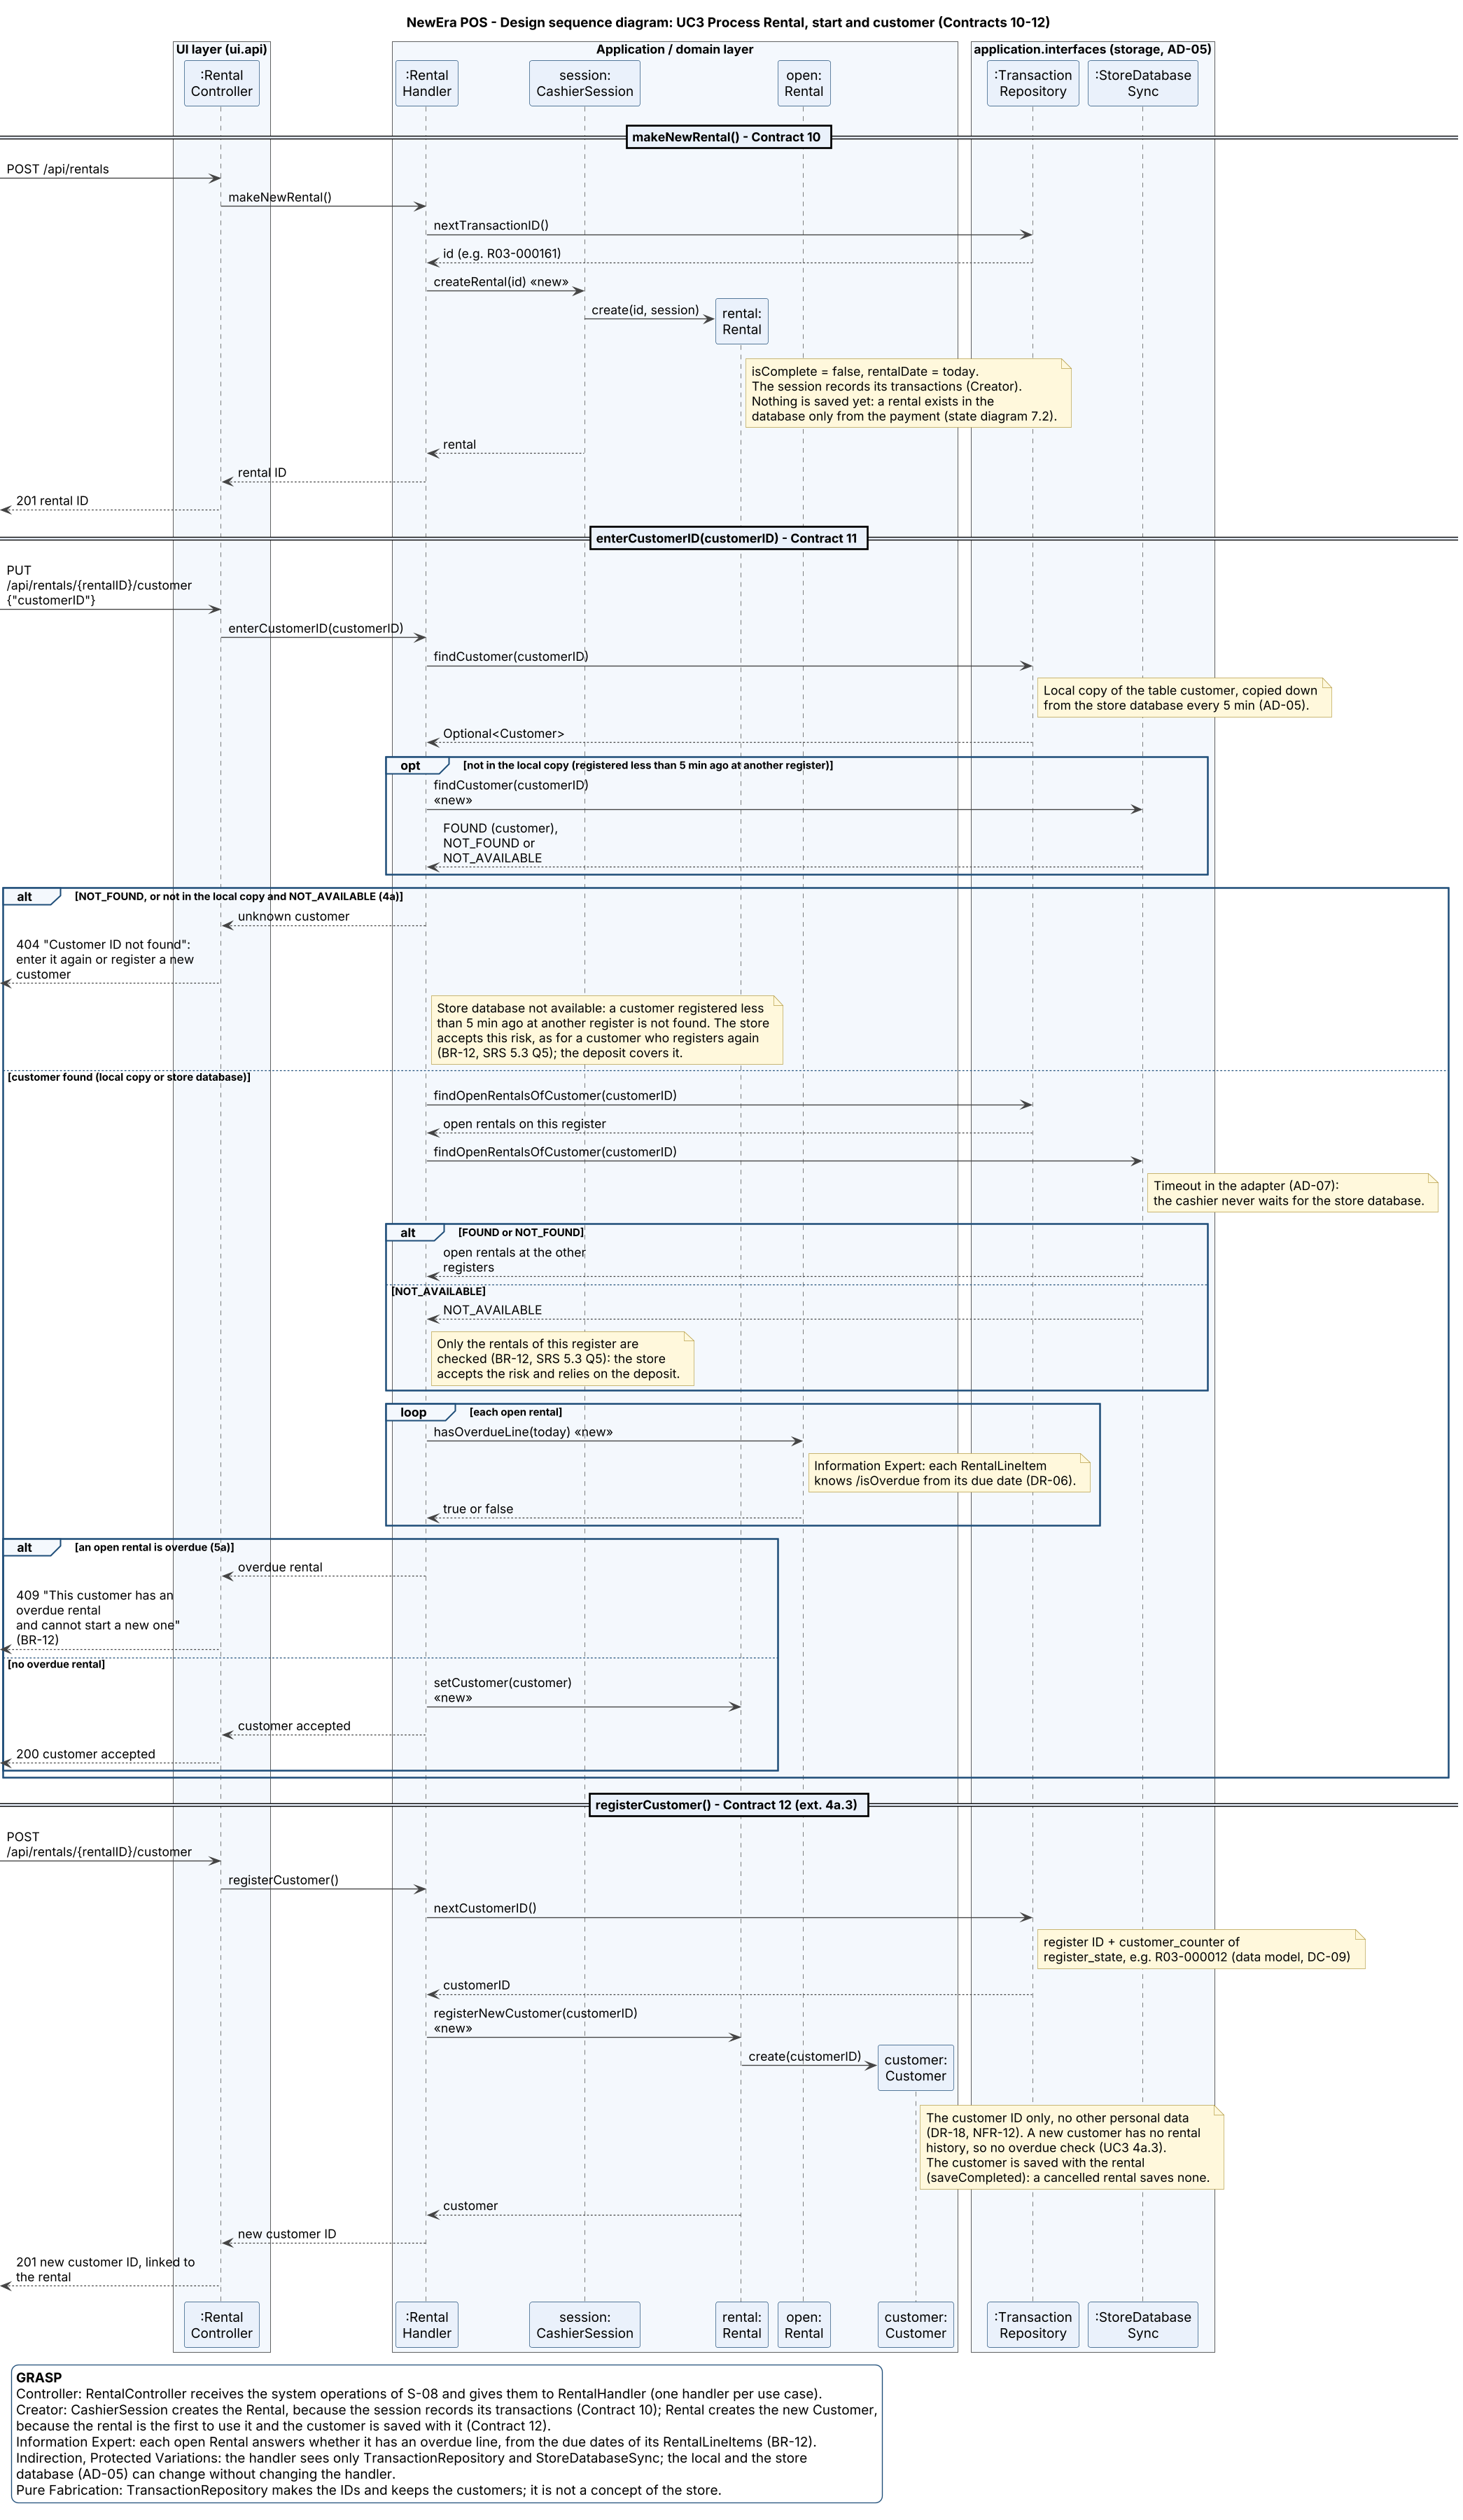 NewEra POS - Design sequence diagram: UC3 Process Rental, start and customer (Contracts 10-12)
UI layer (ui.api)
Application / domain layer
application.interfaces (storage, AD-05)
:Rental
Controller
:Rental
Handler
session:
CashierSession
open:
Rental
:Transaction
Repository
:StoreDatabase
Sync
makeNewRental() - Contract 10
POST /api/rentals
makeNewRental()
nextTransactionID()
id (e.g. R03-000161)
createRental(id) «new»
create(id, session)
rental:
Rental
isComplete = false, rentalDate = today.
The session records its transactions (Creator).
Nothing is saved yet: a rental exists in the
database only from the payment (state diagram 7.2).
rental
rental ID
201 rental ID
enterCustomerID(customerID) - Contract 11
PUT
/api/rentals/{rentalID}/customer
{"customerID"}
enterCustomerID(customerID)
findCustomer(customerID)
Local copy of the table customer, copied down
from the store database every 5 min (AD-05).
Optional<Customer>
opt
[not in the local copy (registered less than 5 min ago at another register)]
findCustomer(customerID)
«new»
FOUND (customer),
NOT_FOUND or
NOT_AVAILABLE
alt
[NOT_FOUND, or not in the local copy and NOT_AVAILABLE (4a)]
unknown customer
404 "Customer ID not found":
enter it again or register a new
customer
Store database not available: a customer registered less
than 5 min ago at another register is not found. The store
accepts this risk, as for a customer who registers again
(BR-12, SRS 5.3 Q5); the deposit covers it.
[customer found (local copy or store database)]
findOpenRentalsOfCustomer(customerID)
open rentals on this register
findOpenRentalsOfCustomer(customerID)
Timeout in the adapter (AD-07):
the cashier never waits for the store database.
alt
[FOUND or NOT_FOUND]
open rentals at the other
registers
[NOT_AVAILABLE]
NOT_AVAILABLE
Only the rentals of this register are
checked (BR-12, SRS 5.3 Q5): the store
accepts the risk and relies on the deposit.
loop
[each open rental]
hasOverdueLine(today) «new»
Information Expert: each RentalLineItem
knows /isOverdue from its due date (DR-06).
true or false
alt
[an open rental is overdue (5a)]
overdue rental
409 "This customer has an
overdue rental
and cannot start a new one"
(BR-12)
[no overdue rental]
setCustomer(customer)
«new»
customer accepted
200 customer accepted
registerCustomer() - Contract 12 (ext. 4a.3)
POST
/api/rentals/{rentalID}/customer
registerCustomer()
nextCustomerID()
register ID + customer_counter of
register_state, e.g. R03-000012 (data model, DC-09)
customerID
registerNewCustomer(customerID)
«new»
create(customerID)
customer:
Customer
The customer ID only, no other personal data
(DR-18, NFR-12). A new customer has no rental
history, so no overdue check (UC3 4a.3).
The customer is saved with the rental
(saveCompleted): a cancelled rental saves none.
customer
new customer ID
201 new customer ID, linked to
the rental
:Rental
Controller
:Rental
Handler
session:
CashierSession
rental:
Rental
open:
Rental
customer:
Customer
:Transaction
Repository
:StoreDatabase
Sync
GRASP
Controller: RentalController receives the system operations of S-08 and gives them to RentalHandler (one handler per use case).
Creator: CashierSession creates the Rental, because the session records its transactions (Contract 10); Rental creates the new Customer,
because the rental is the first to use it and the customer is saved with it (Contract 12).
Information Expert: each open Rental answers whether it has an overdue line, from the due dates of its RentalLineItems (BR-12).
Indirection, Protected Variations: the handler sees only TransactionRepository and StoreDatabaseSync; the local and the store
database (AD-05) can change without changing the handler.
Pure Fabrication: TransactionRepository makes the IDs and keeps the customers; it is not a concept of the store.